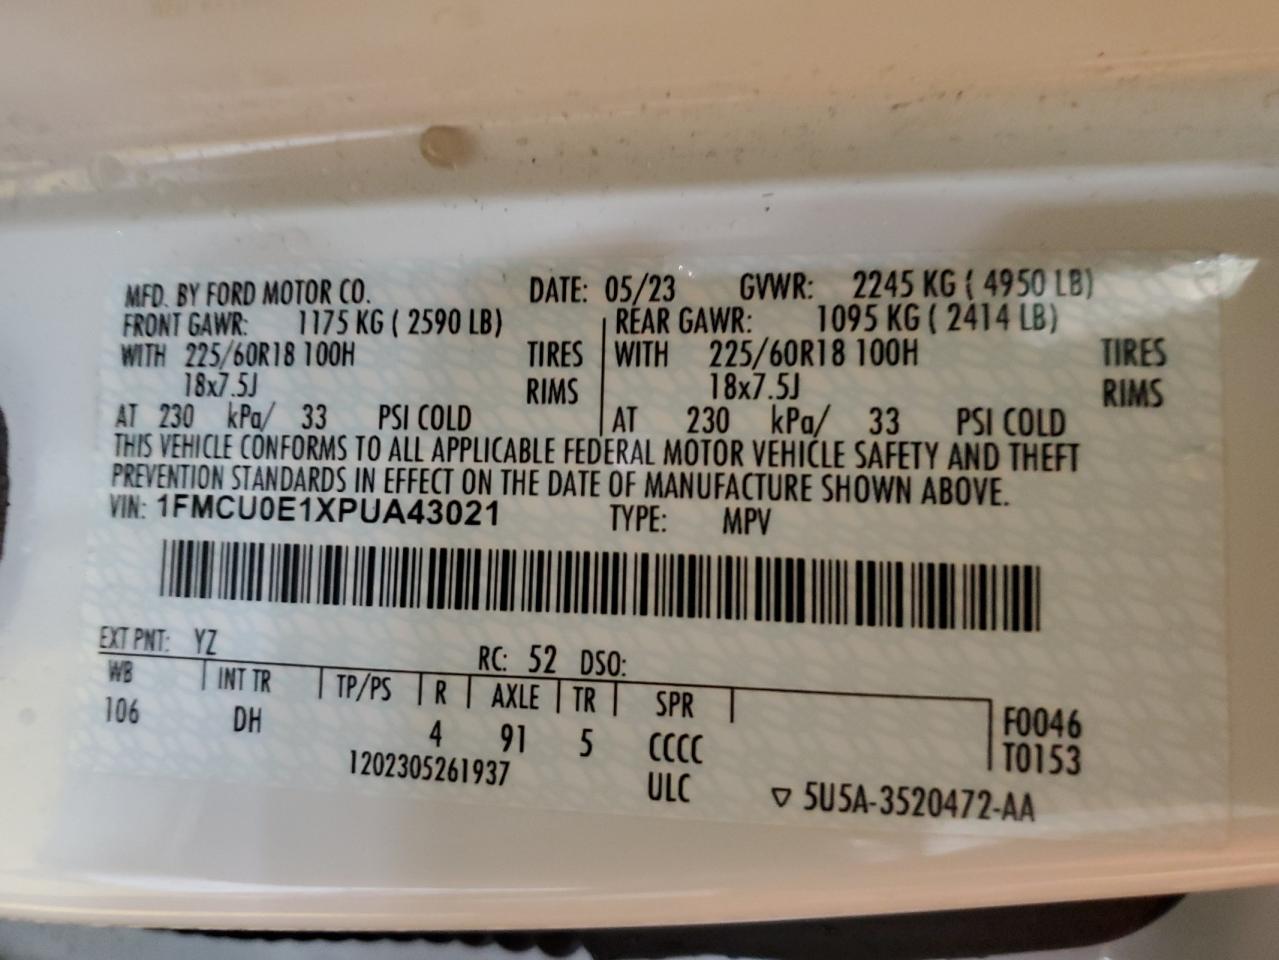 MFD. BY FORD MOTOR CO. DATE: 05/23 GVWR: 2245 KG ( 4950 LB)
FRONT GAWR: 1175 KG ( 2590 LB) REAR GAWR: 1095 KG ( 2414 LB)
WITH 225/60R18 100H TIRES WITH 225/60R18 100H TIRES
18x7.5J RIMS 18x7.5J RIMS
AT 230 kPa/ 33 PSI COLD AT 230 kPa/ 33 PSI COLD
THIS VEHICLE CONFORMS TO ALL APPLICABLE FEDERAL MOTOR VEHICLE SAFETY AND THEFT
PREVENTION STANDARDS IN EFFECT ON THE DATE OF MANUFACTURE SHOWN ABOVE.
VIN: 1FMCU0E1XPUA43021 TYPE: MPV
EXT PNT: YZ RC: 52 DSO:
WB INT TR TP/PS R AXLE TR SPR
106 DH 4 91 5 CCCC F0046
1202305261937 ULC T0153
▽ 5U5A-3520472-AA